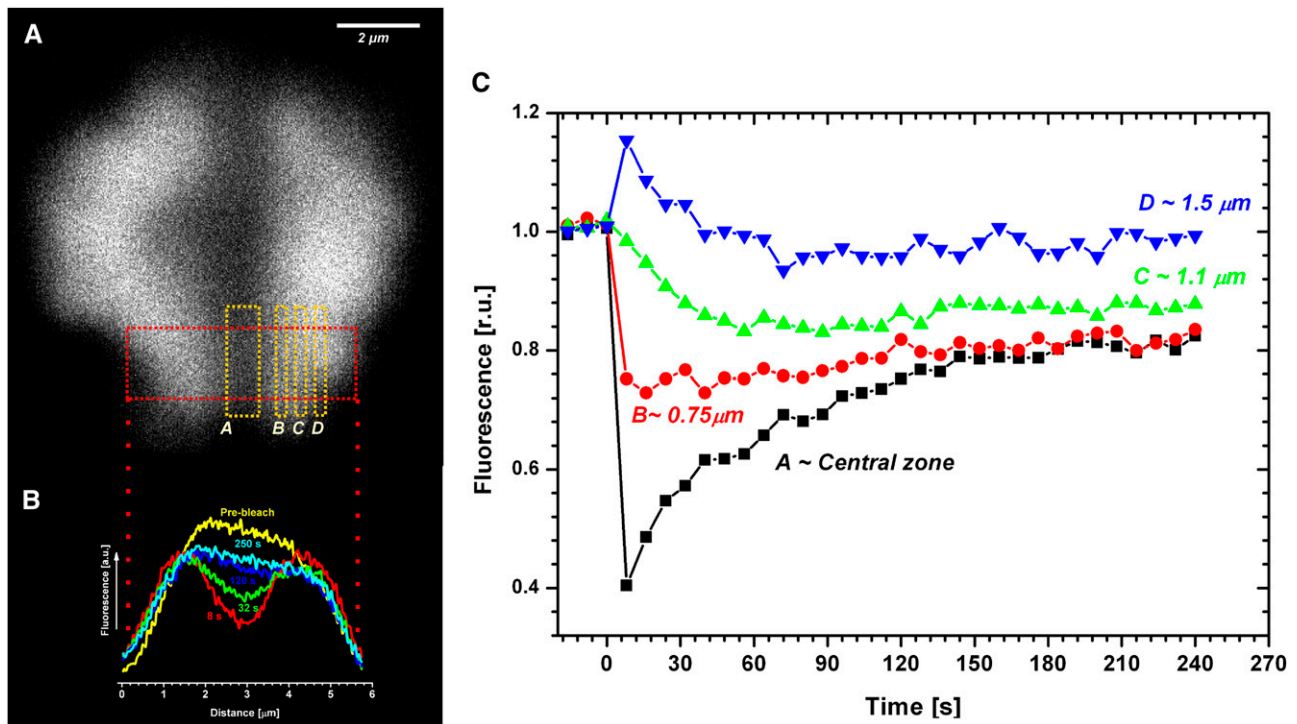 A
2 μm
A B C D
B
Pre-bleach
250 s
120 s
32 s
8 s
Fluorescence [a.u.]
0 1 2 3 4 5 6
Distance [μm]
C
1.2
1.0
0.8
0.6
0.4
Fluorescence [r.u.]
D ~ 1.5 μm
C ~ 1.1 μm
B~ 0.75μm
A ~ Central zone
0 30 60 90 120 150 180 210 240 270
Time [s]